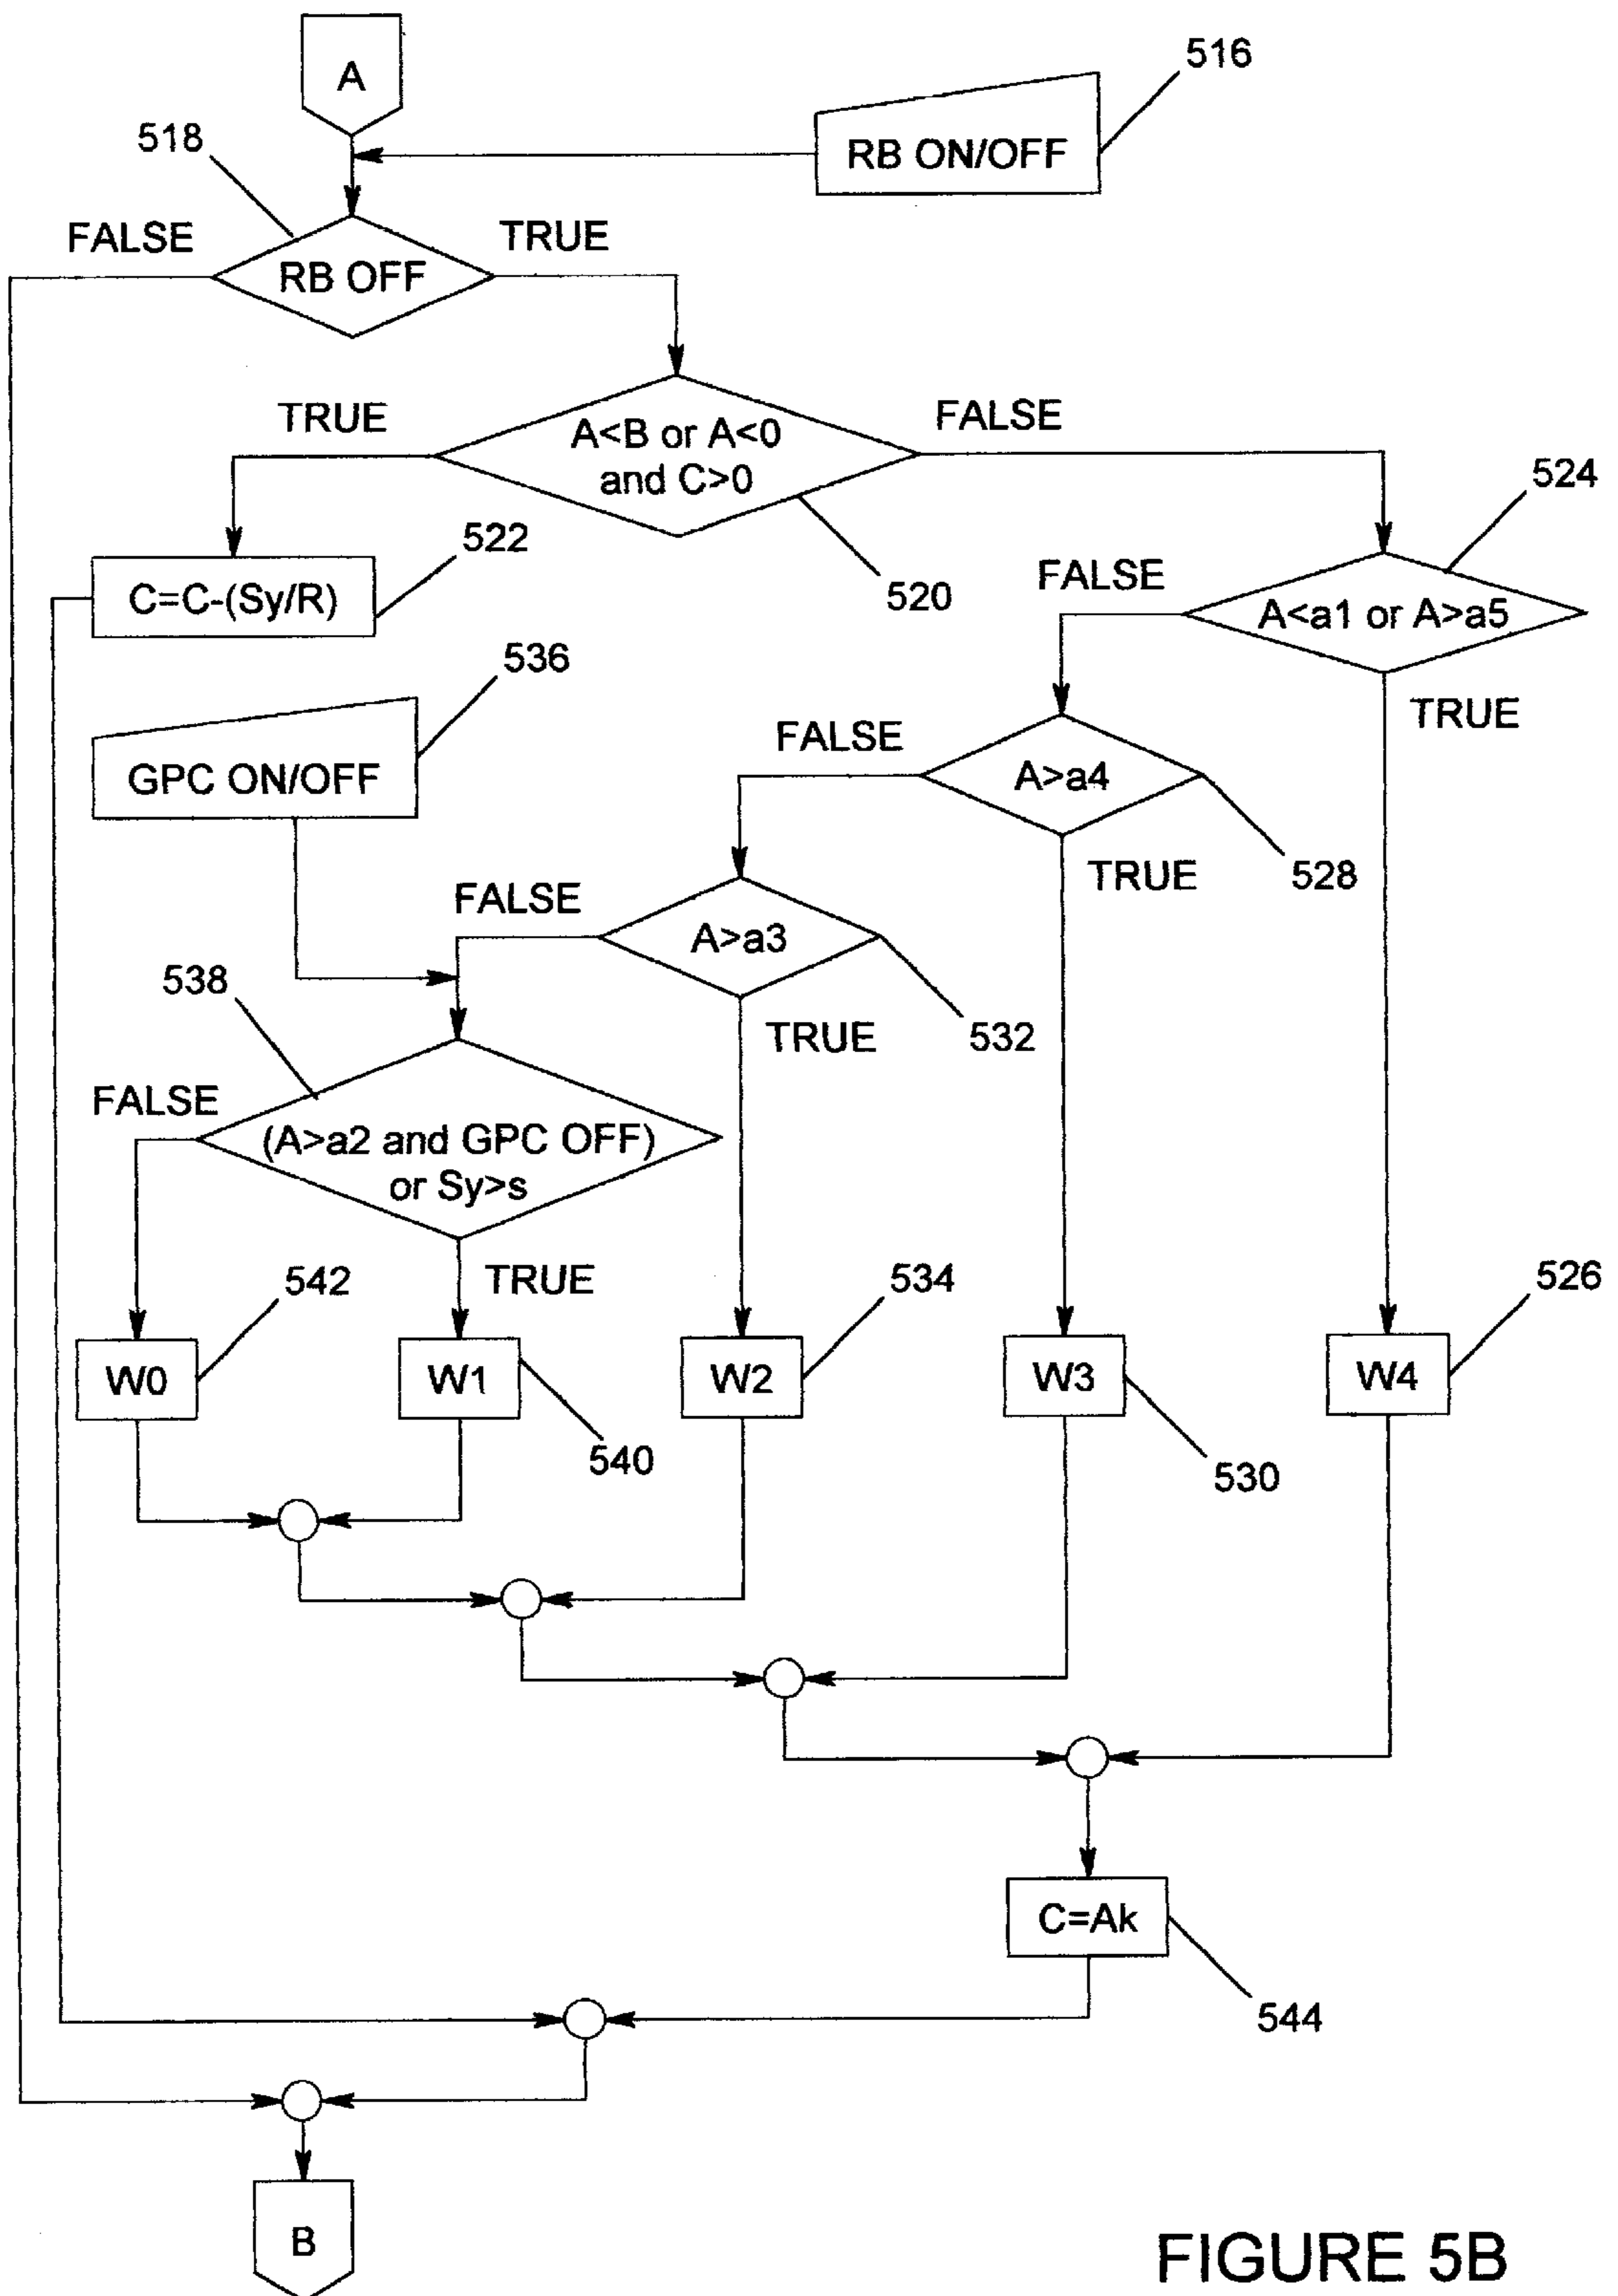 A
516
RB ON/OFF
518
FALSE
TRUE
RB OFF
TRUE
A<B or A<0
and C>0
FALSE
520
522
C=C-(Sy/R)
524
FALSE
A<a1 or A>a5
TRUE
536
GPC ON/OFF
FALSE
A>a4
528
TRUE
FALSE
A>a3
532
TRUE
538
FALSE
(A>a2 and GPC OFF)
or Sy>s
TRUE
542
534
526
W0
W1
W2
W3
W4
540
530
C=Ak
544
B
FIGURE 5B